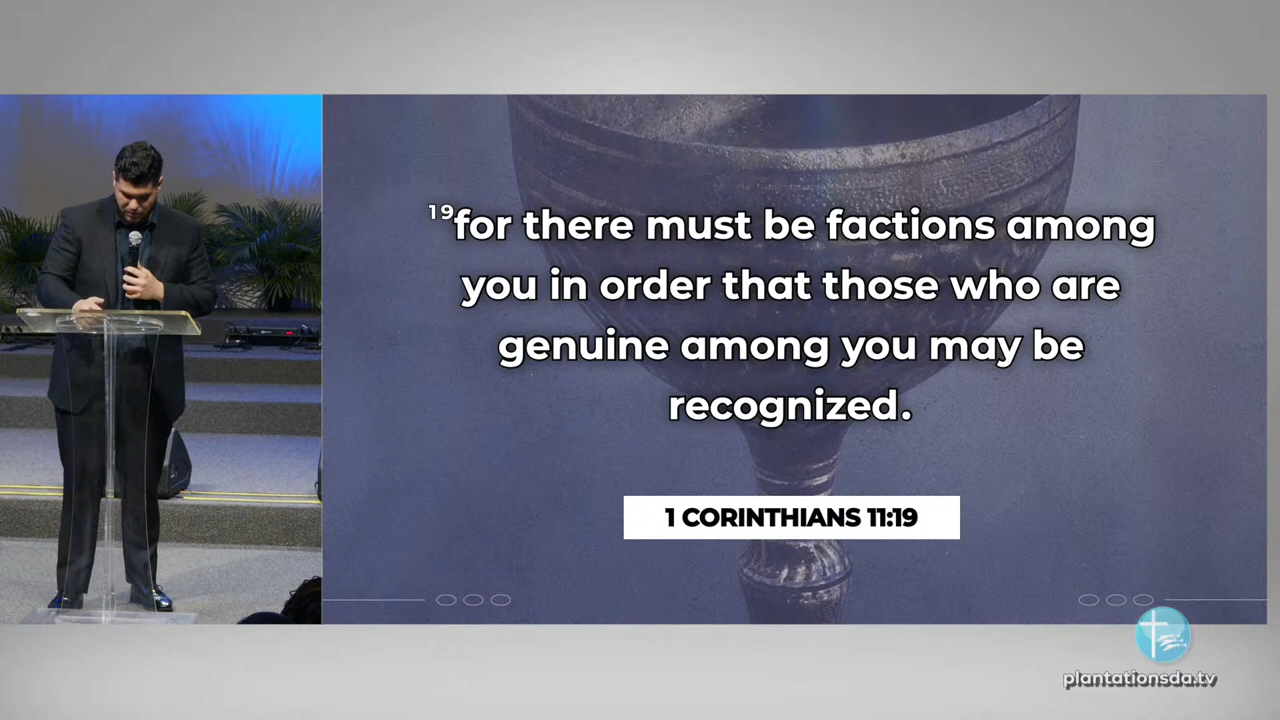 19for there must be factions among
you in order that those who are
genuine among you may be
recognized.
1 CORINTHIANS 11:19
plantationsda.tv